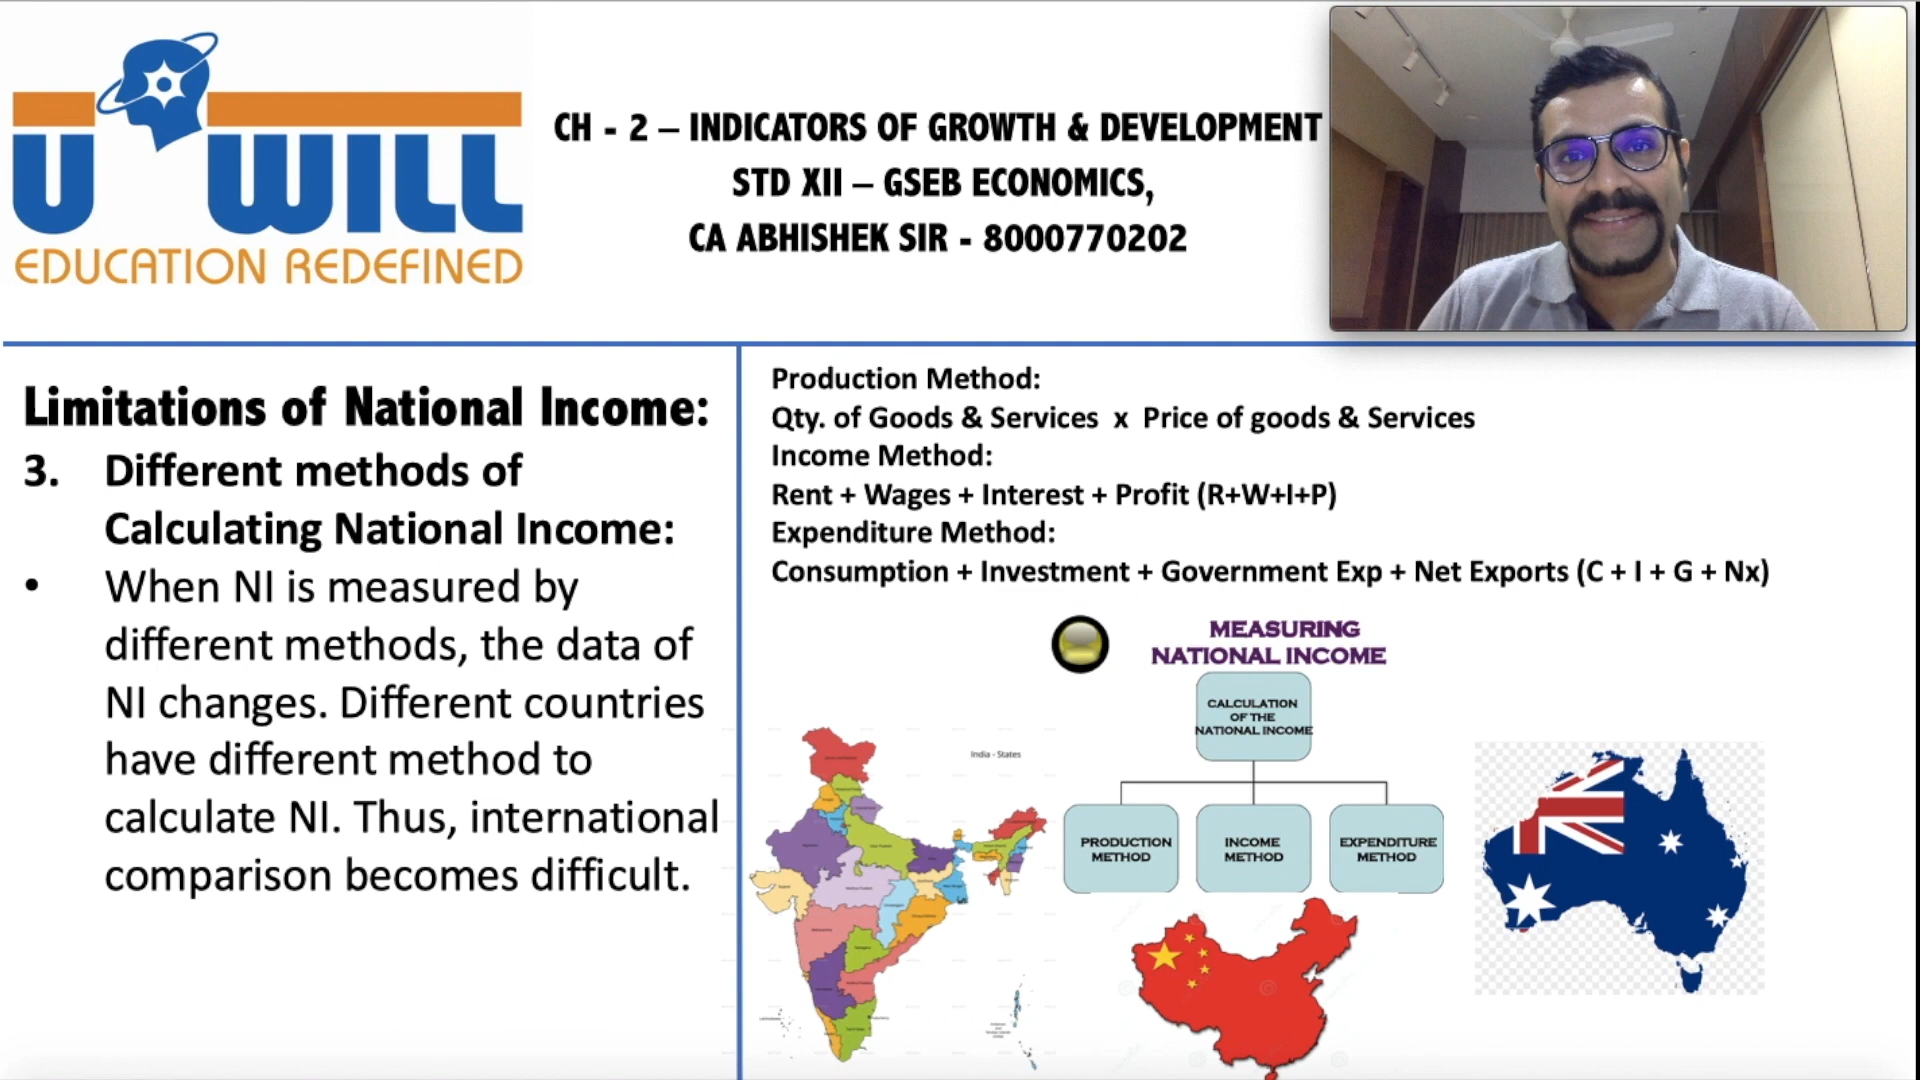 U WILL
EDUCATION REDEFINED
CH - 2 – INDICATORS OF GROWTH & DEVELOPMENT
STD XII – GSEB ECONOMICS,
CA ABHISHEK SIR - 8000770202
Limitations of National Income:
3. Different methods of
Calculating National Income:
• When NI is measured by
different methods, the data of
NI changes. Different countries
have different method to
calculate NI. Thus, international
comparison becomes difficult.
Production Method:
Qty. of Goods & Services x Price of goods & Services
Income Method:
Rent + Wages + Interest + Profit (R+W+I+P)
Expenditure Method:
Consumption + Investment + Government Exp + Net Exports (C + I + G + Nx)
MEASURING
NATIONAL INCOME
CALCULATION
OF THE
NATIONAL INCOME
PRODUCTION
METHOD
INCOME
METHOD
EXPENDITURE
METHOD
India - States